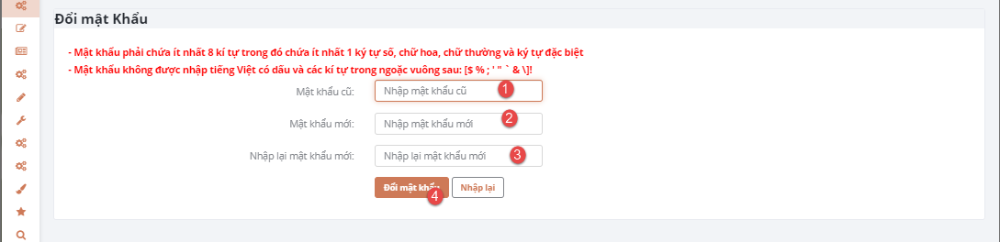 Đổi mật Khẩu
- Mật khẩu phải chứa ít nhất 8 kí tự trong đó chứa ít nhất 1 ký tự số, chữ hoa, chữ thường và ký tự đặc biệt
- Mật khẩu không được nhập tiếng Việt có dấu và các kí tự trong ngoặc vuông sau: [$ % ; ' " ` & \]!
Mật khẩu cũ: Nhập mật khẩu cũ 1
Mật khẩu mới: Nhập mật khẩu mới 2
Nhập lại mật khẩu mới: Nhập lại mật khẩu mới 3
Đổi mật khẩu 4 Nhập lại